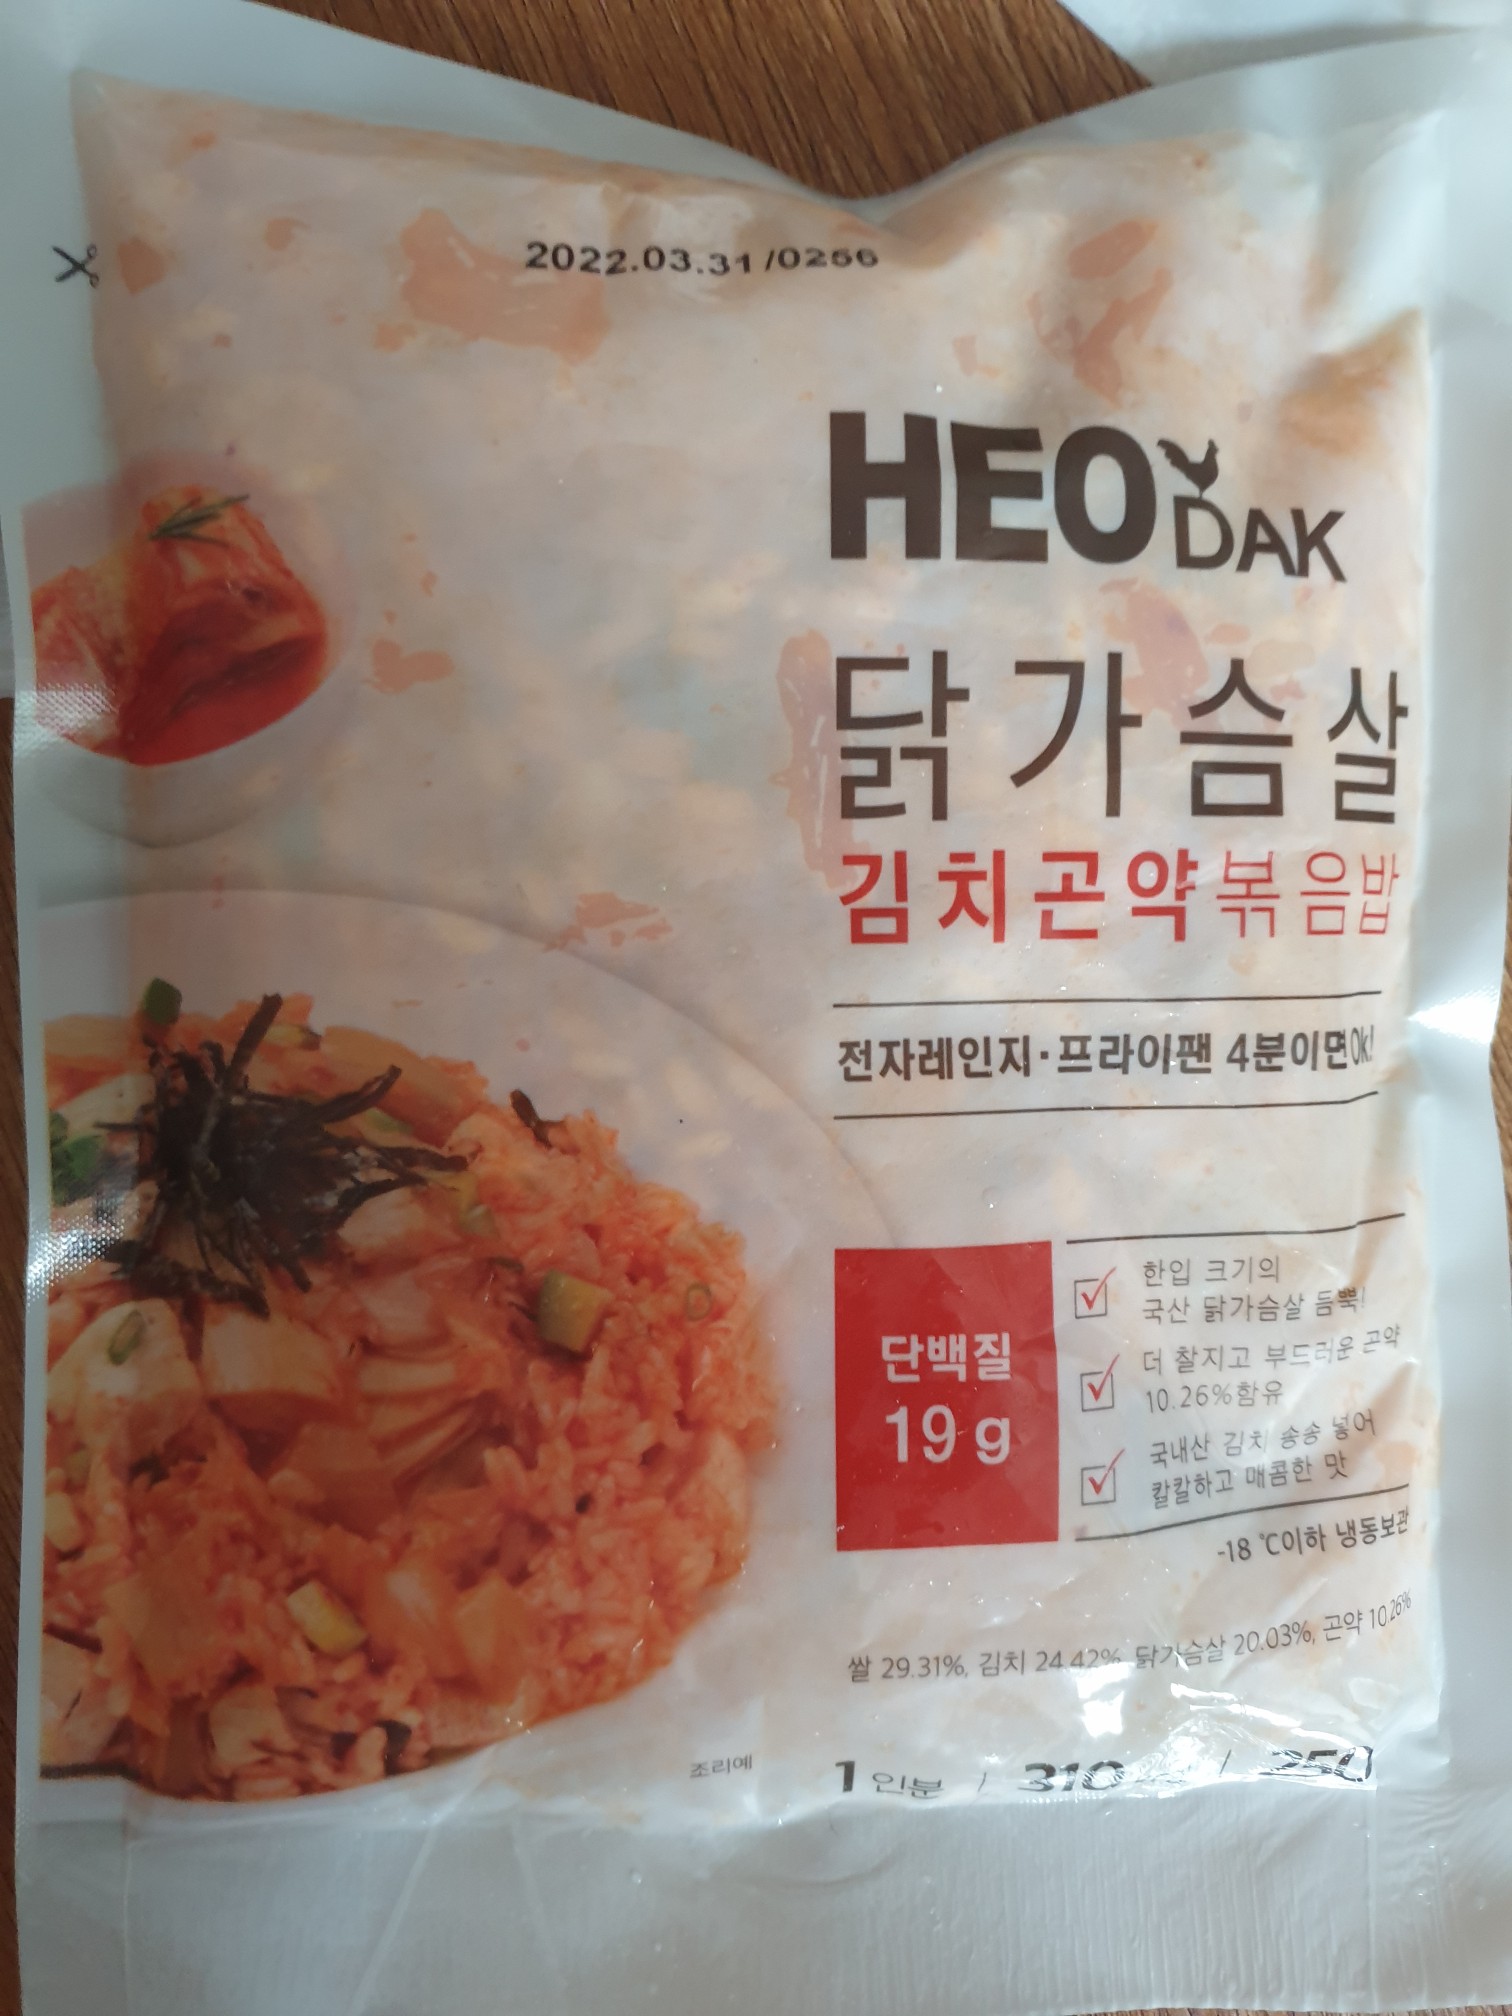 2022.03.31/0256
HEO DAK
닭가슴살
김치곤약볶음밥
전자레인지·프라이팬 4분이면Ok!
단백질
19 g
한입 크기의
국산 닭가슴살 듬뿍!
더 찰지고 부드러운 곤약
10.26%함유
국내산 김치 송송 넣어
칼칼하고 매콤한 맛
-18 ℃이하 냉동보관
쌀 29.31%, 김치 24.42% 닭가슴살 20.03%, 곤약 10.26%
조리예
1인분 / 310 / 250